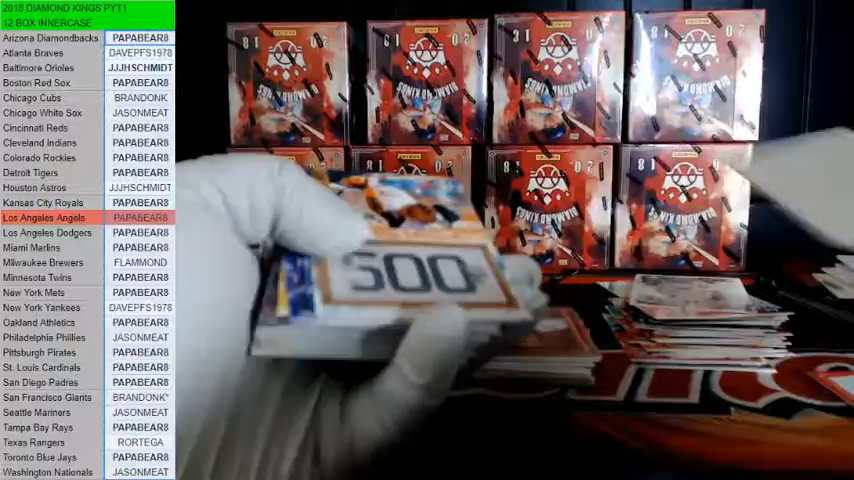 2018 DIAMOND KINGS PYT1
12 BOX INNERCASE
Arizona Diamondbacks PAPABEAR8
Atlanta Braves DAVEPFS1978
Baltimore Orioles JJJHSCHMIDT
Boston Red Sox PAPABEAR8
Chicago Cubs BRANDONK
Chicago White Sox JASONMEAT
Cincinnati Reds PAPABEAR8
Cleveland Indians PAPABEAR8
Colorado Rockies PAPABEAR8
Detroit Tigers PAPABEAR8
Houston Astros JJJHSCHMIDT
Kansas City Royals PAPABEAR8
Los Angeles Angels PAPABEAR8
Los Angeles Dodgers PAPABEAR8
Miami Marlins PAPABEAR8
Milwaukee Brewers FLAMMOND
Minnesota Twins PAPABEAR8
New York Mets PAPABEAR8
New York Yankees DAVEPFS1978
Oakland Athletics PAPABEAR8
Philadelphia Phillies JASONMEAT
Pittsburgh Pirates PAPABEAR8
St. Louis Cardinals PAPABEAR8
San Diego Padres PAPABEAR8
San Francisco Giants BRANDONK*
Seattle Mariners JASONMEAT
Tampa Bay Rays PAPABEAR8
Texas Rangers RORTEGA
Toronto Blue Jays PAPABEAR8
Washington Nationals JASONMEAT
500